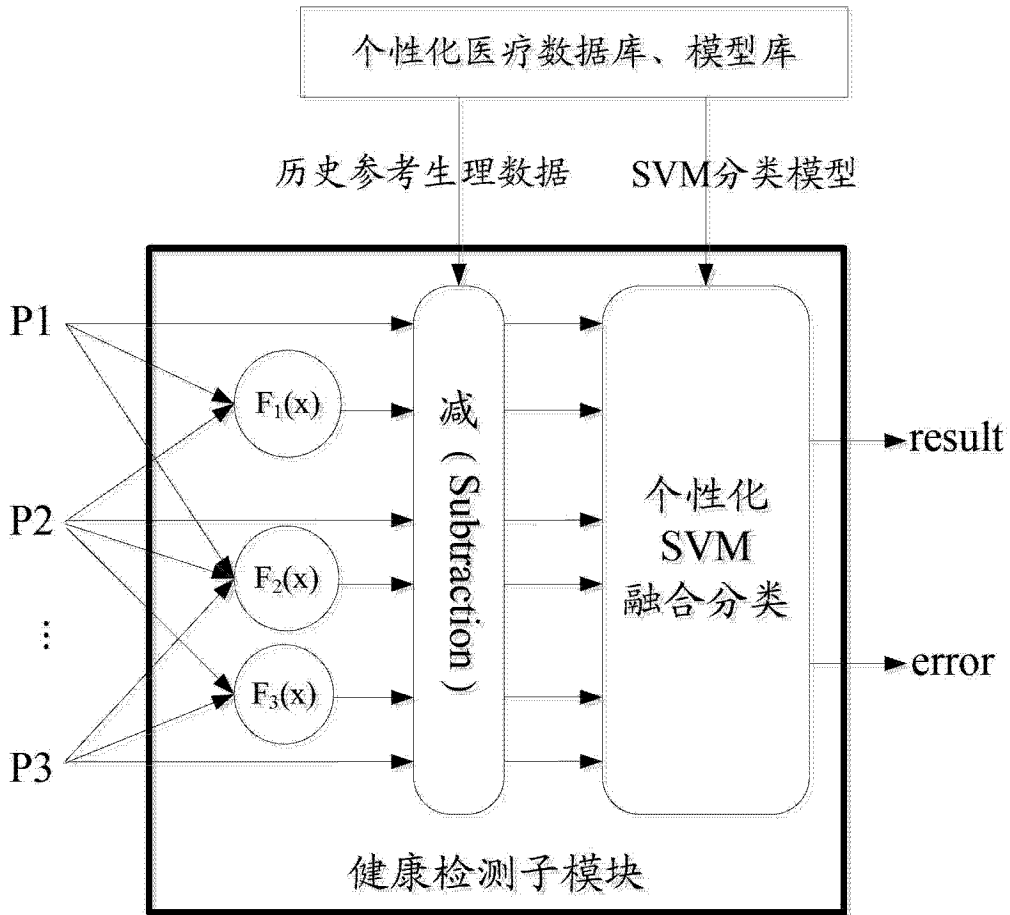 个性化医疗数据库、模型库
历史参考生理数据
SVM分类模型
P1
F₁(x)
P2
F₂(x)
...
F₃(x)
P3
减（Subtraction）
个性化
SVM
融合分类
result
error
健康检测子模块